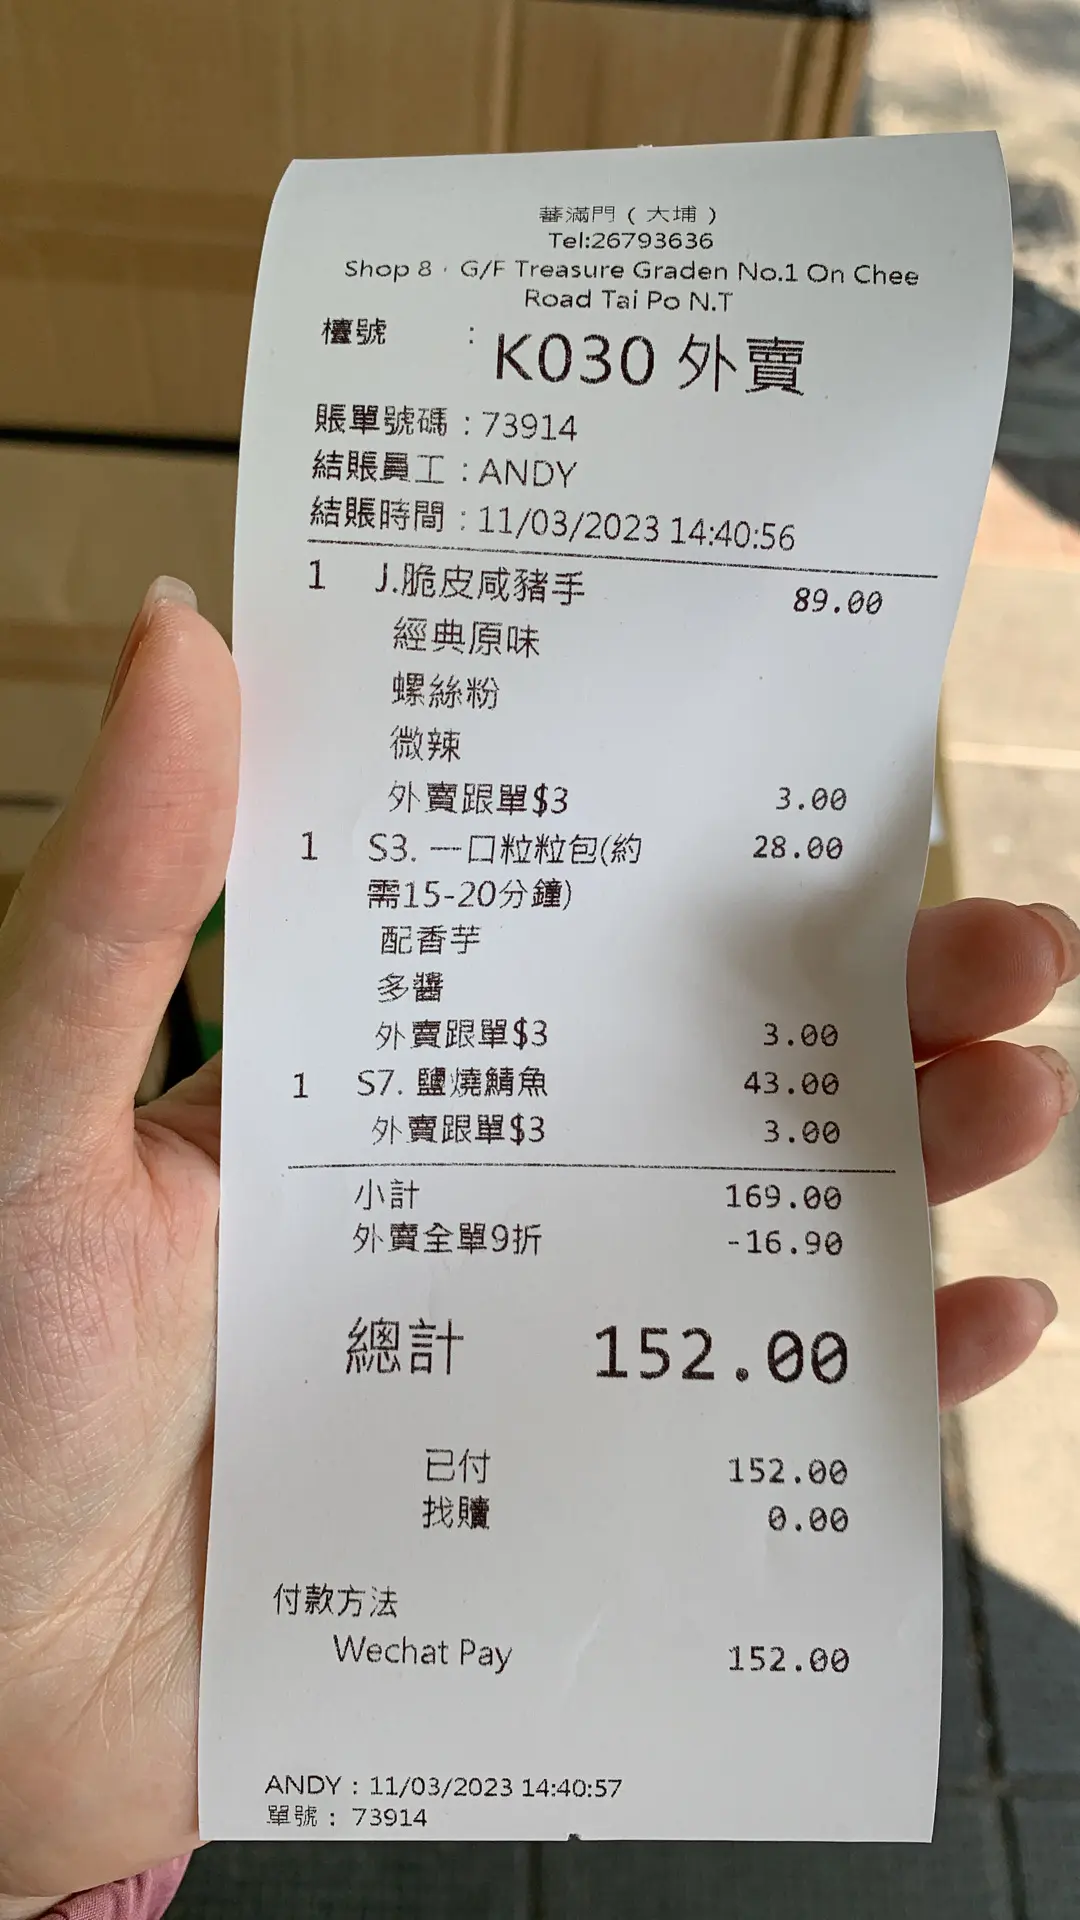 蕃滿門（大埔）
Tel:26793636
Shop 8，G/F Treasure Graden No.1 On Chee
Road Tai Po N.T
檯號 : K030 外賣
賬單號碼 : 73914
結賬員工 : ANDY
結賬時間 : 11/03/2023 14:40:56
1 J.脆皮咸豬手 89.00
經典原味
螺絲粉
微辣
外賣跟單$3 3.00
1 S3. 一口粒粒包(約 28.00
需15-20分鐘)
配香芋
多醬
外賣跟單$3 3.00
1 S7. 鹽燒鯖魚 43.00
外賣跟單$3 3.00
小計 169.00
外賣全單9折 -16.90
總計 152.00
已付 152.00
找贖 0.00
付款方法
Wechat Pay 152.00
ANDY : 11/03/2023 14:40:57
單號 : 73914